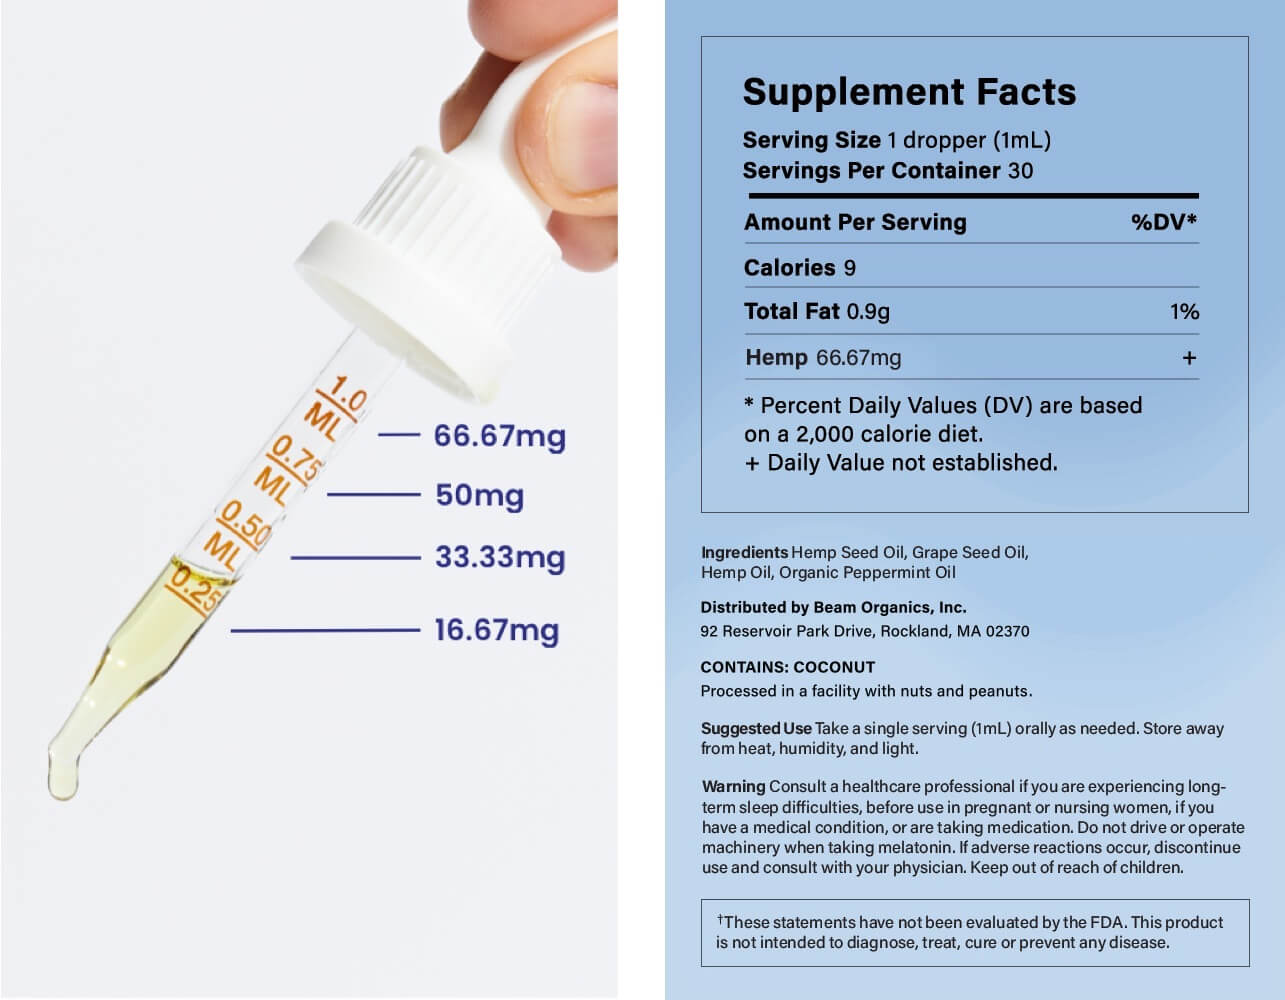 1.0
ML
0.75
ML
0.50
ML
0.25
66.67mg
50mg
33.33mg
16.67mg
Supplement Facts
Serving Size 1 dropper (1mL)
Servings Per Container 30
Amount Per Serving %DV*
Calories 9
Total Fat 0.9g 1%
Hemp 66.67mg +
* Percent Daily Values (DV) are based
on a 2,000 calorie diet.
+ Daily Value not established.
Ingredients Hemp Seed Oil, Grape Seed Oil,
Hemp Oil, Organic Peppermint Oil
Distributed by Beam Organics, Inc.
92 Reservoir Park Drive, Rockland, MA 02370
CONTAINS: COCONUT
Processed in a facility with nuts and peanuts.
Suggested Use Take a single serving (1mL) orally as needed. Store away
from heat, humidity, and light.
Warning Consult a healthcare professional if you are experiencing long-
term sleep difficulties, before use in pregnant or nursing women, if you
have a medical condition, or are taking medication. Do not drive or operate
machinery when taking melatonin. If adverse reactions occur, discontinue
use and consult with your physician. Keep out of reach of children.
†These statements have not been evaluated by the FDA. This product
is not intended to diagnose, treat, cure or prevent any disease.